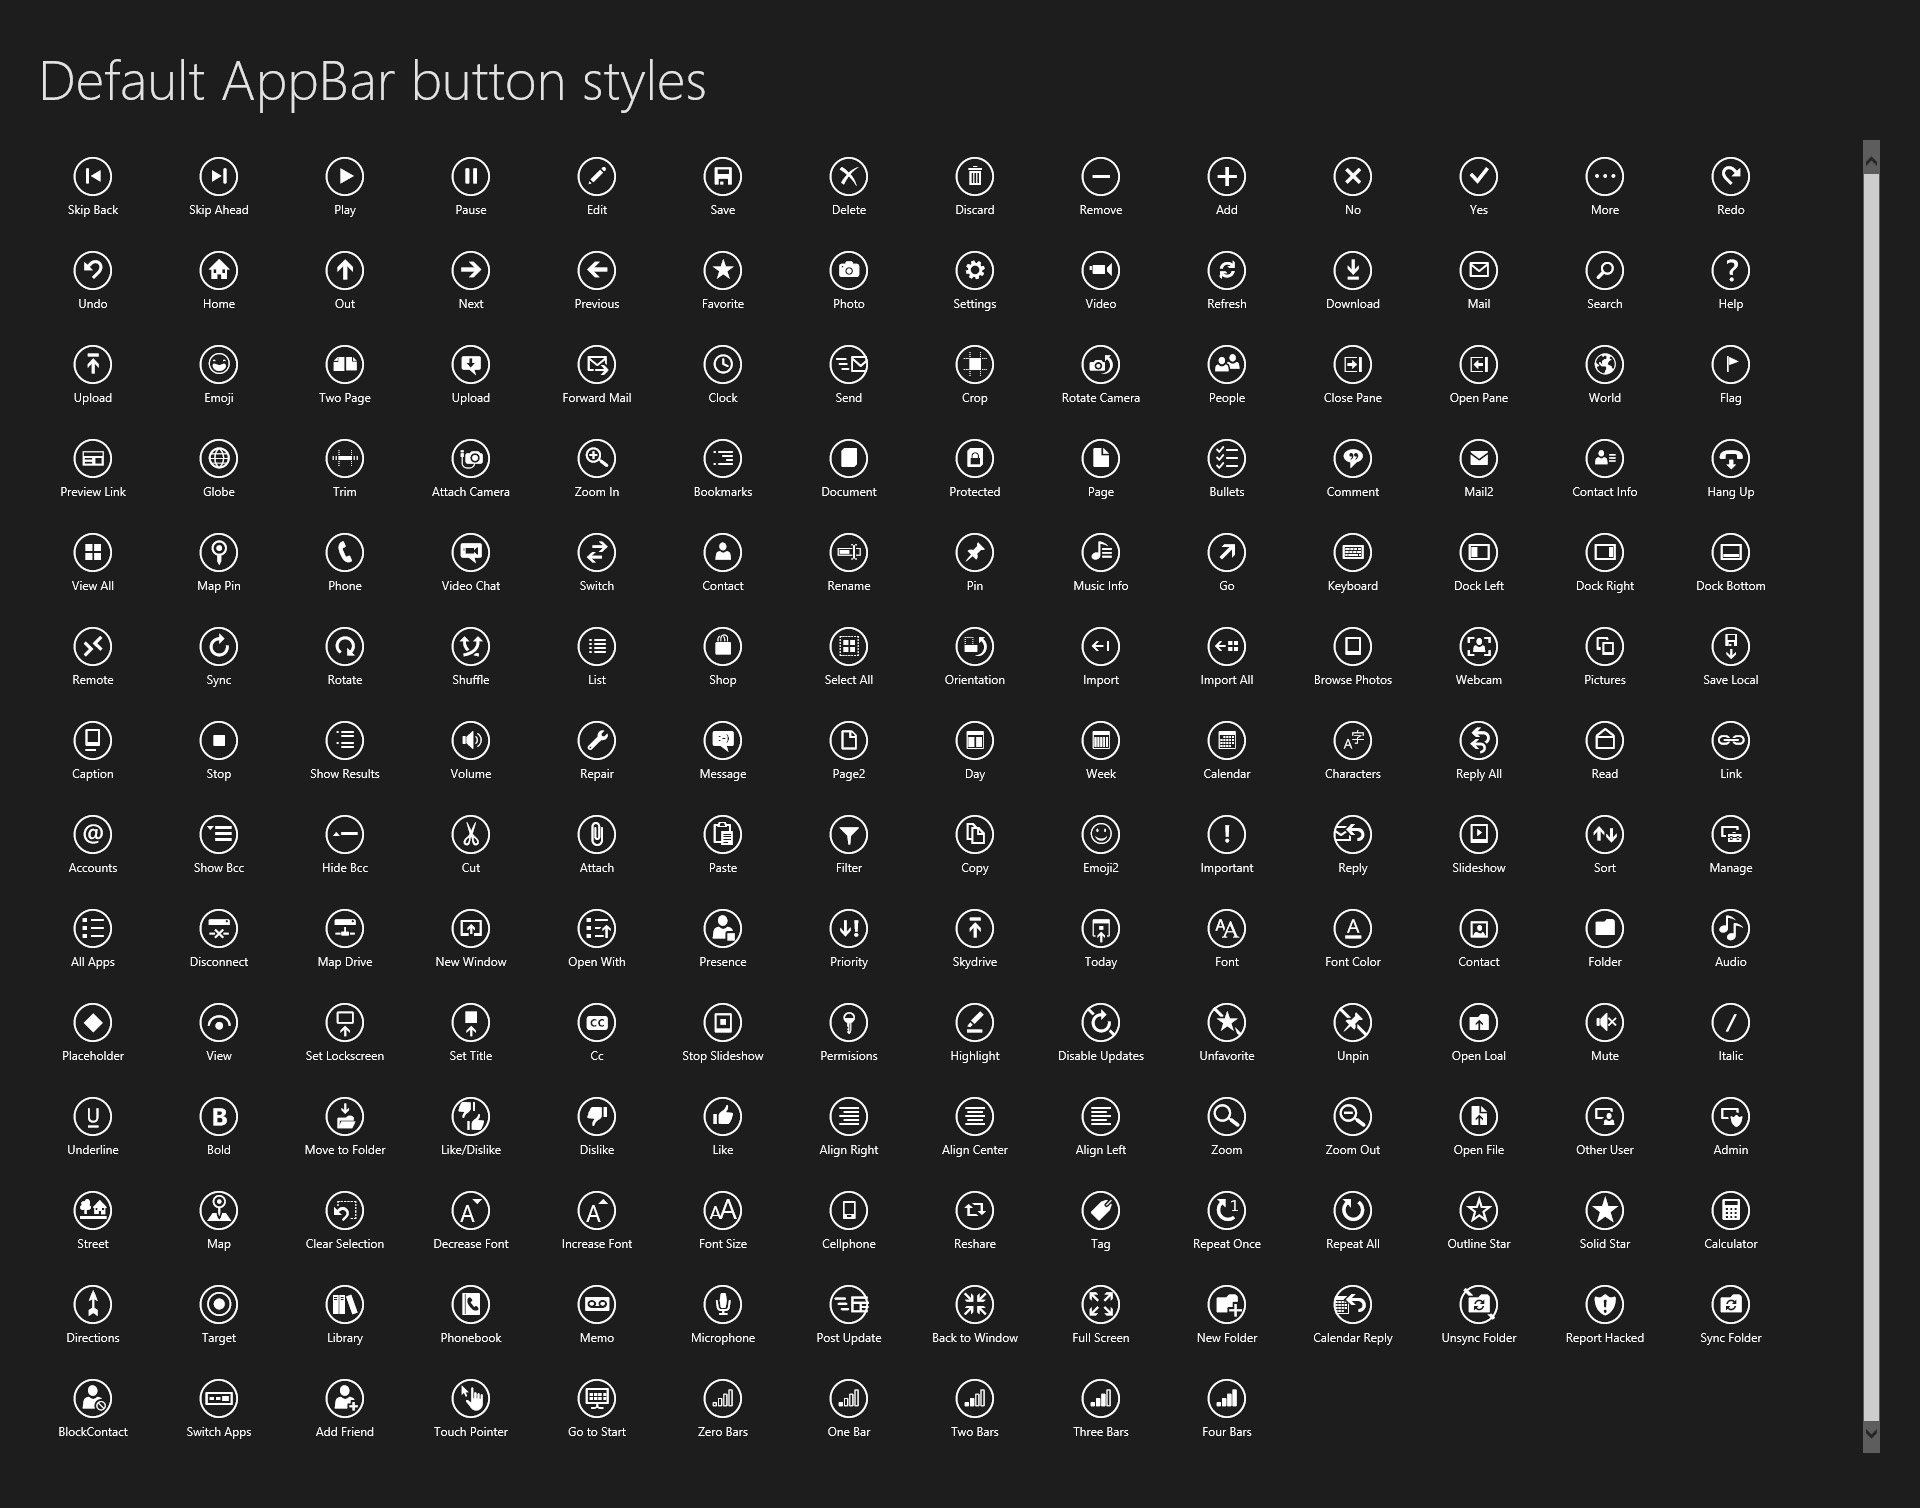 Default AppBar button styles
Skip Back Skip Ahead Play Pause Edit Save Delete Discard Remove Add No Yes More Redo
Undo Home Out Next Previous Favorite Photo Settings Video Refresh Download Mail Search Help
Upload Emoji Two Page Upload Forward Mail Clock Send Crop Rotate Camera People Close Pane Open Pane World Flag
Preview Link Globe Trim Attach Camera Zoom In Bookmarks Document Protected Page Bullets Comment Mail2 Contact Info Hang Up
View All Map Pin Phone Video Chat Switch Contact Rename Pin Music Info Go Keyboard Dock Left Dock Right Dock Bottom
Remote Sync Rotate Shuffle List Shop Select All Orientation Import Import All Browse Photos Webcam Pictures Save Local
Caption Stop Show Results Volume Repair Message Page2 Day Week Calendar Characters Reply All Read Link
Accounts Show Bcc Hide Bcc Cut Attach Paste Filter Copy Emoji2 Important Reply Slideshow Sort Manage
All Apps Disconnect Map Drive New Window Open With Presence Priority Skydrive Today Font Font Color Contact Folder Audio
Placeholder View Set Lockscreen Set Title Cc Stop Slideshow Permisions Highlight Disable Updates Unfavorite Unpin Open Loal Mute Italic
Underline Bold Move to Folder Like/Dislike Dislike Like Align Right Align Center Align Left Zoom Zoom Out Open File Other User Admin
Street Map Clear Selection Decrease Font Increase Font Font Size Cellphone Reshare Tag Repeat Once Repeat All Outline Star Solid Star Calculator
Directions Target Library Phonebook Memo Microphone Post Update Back to Window Full Screen New Folder Calendar Reply Unsync Folder Report Hacked Sync Folder
BlockContact Switch Apps Add Friend Touch Pointer Go to Start Zero Bars One Bar Two Bars Three Bars Four Bars